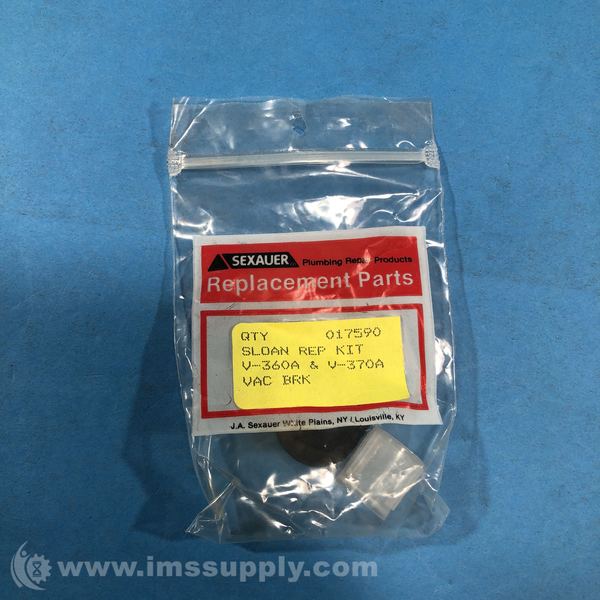 SEXAUER Plumbing Repair Products
Replacement Parts
QTY 017590
SLOAN REP KIT
V-360A & V-370A
VAC BRK
J.A. Sexauer White Plains, NY / Louisville, KY
www.imssupply.com